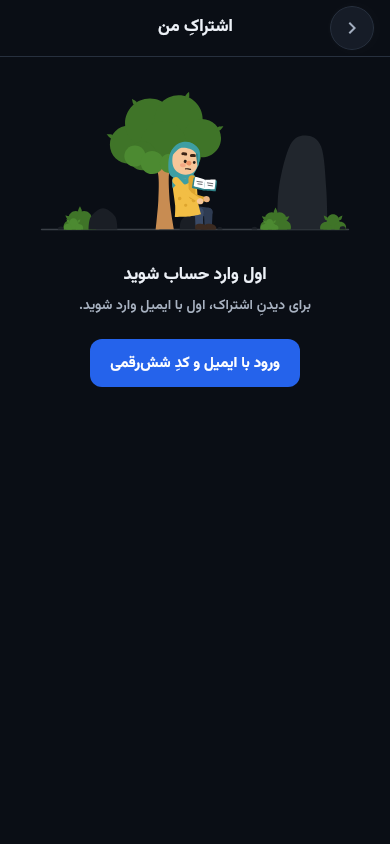 اشتراکِ من
اول وارد حساب شوید
برای دیدنِ اشتراک، اول با ایمیل وارد شوید.
ورود با ایمیل و کدِ شش‌رقمی